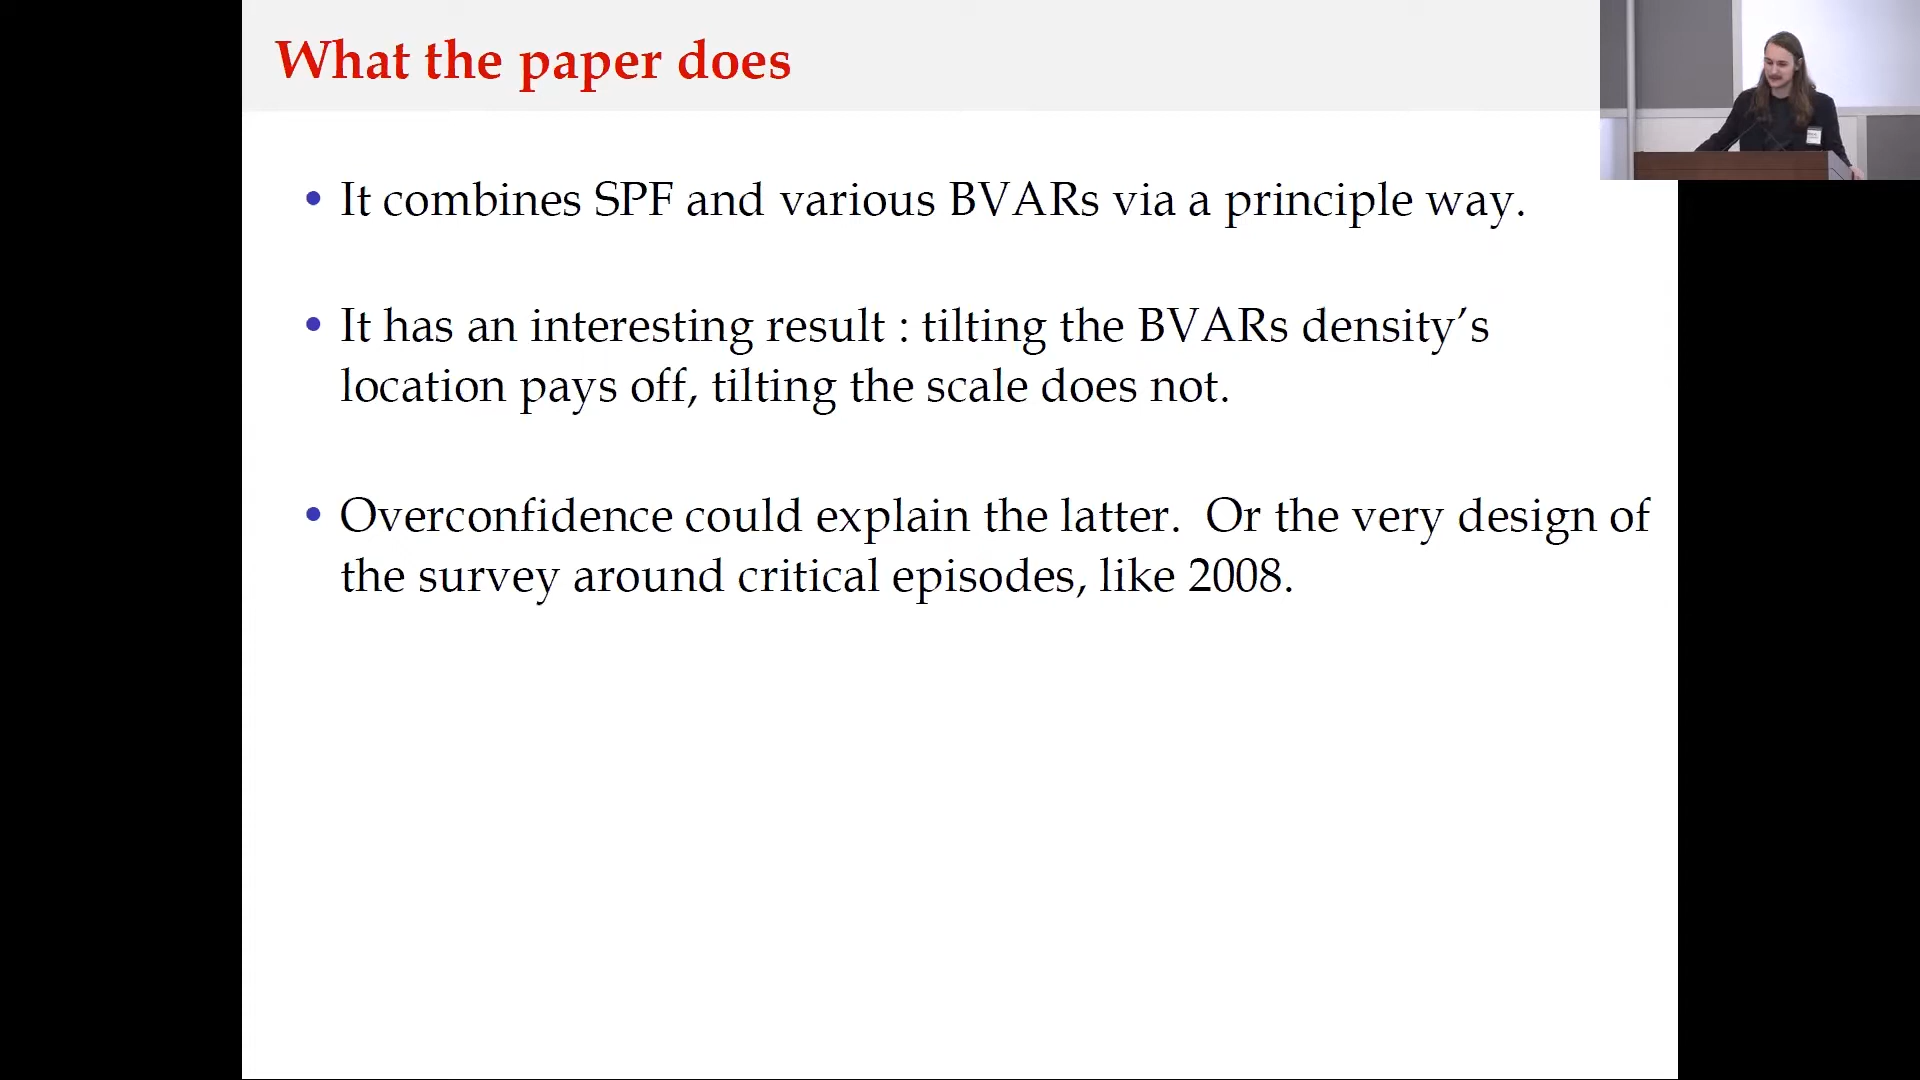 What the paper does
• It combines SPF and various BVARs via a principle way.
• It has an interesting result : tilting the BVARs density’s
location pays off, tilting the scale does not.
• Overconfidence could explain the latter.  Or the very design of
the survey around critical episodes, like 2008.